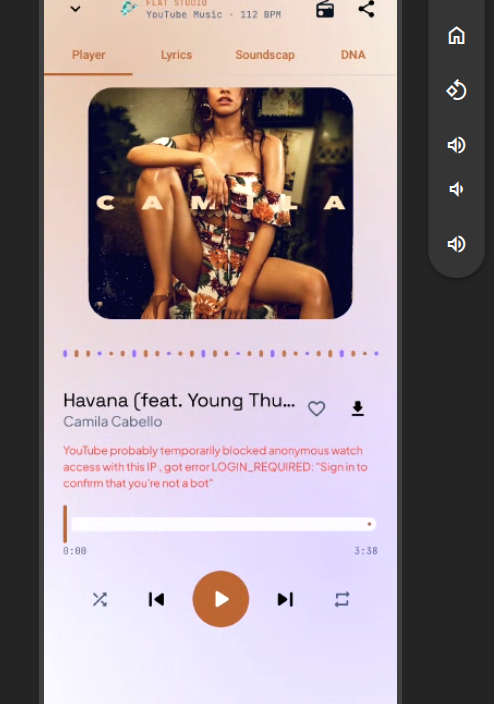 FLAT STUDIO
YouTube Music · 112 BPM
Player
Lyrics
Soundscap
DNA
CAMILA
Havana (feat. Young Thu...
Camila Cabello
YouTube probably temporarily blocked anonymous watch
access with this IP , got error LOGIN_REQUIRED: "Sign in to
confirm that you're not a bot"
0:00
3:38